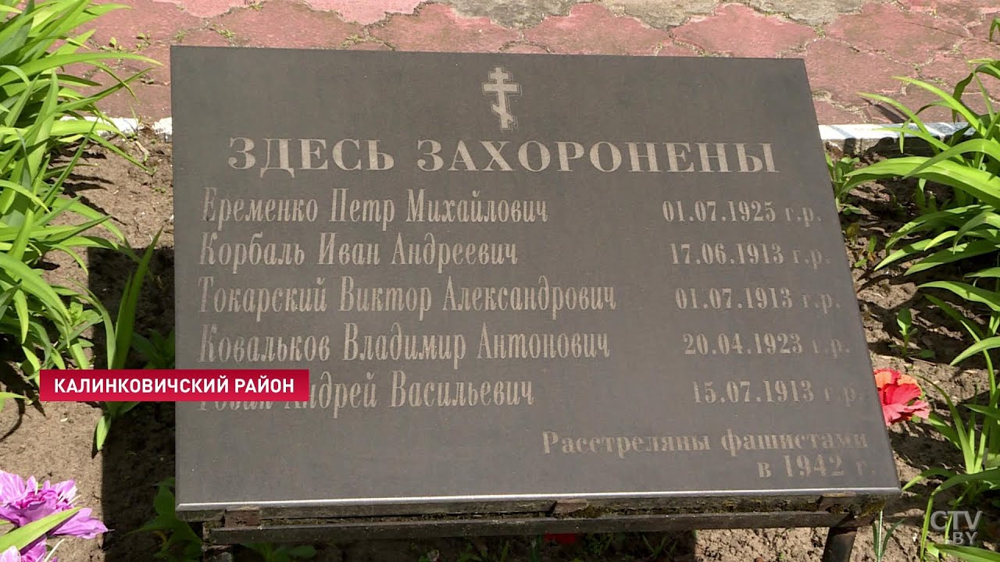 ЗДЕСЬ ЗАХОРОНЕНЫ
Еременко Петр Михайлович 01.07.1925 г.р.
Корбаль Иван Андреевич 17.06.1913 г.р.
Токарский Виктор Александрович 01.07.1913 г.р.
Ковальков Владимир Антонович 20.04.1923 г.р.
Андрей Васильевич 15.07.1913 г.р.
КАЛИНКОВИЧСКИЙ РАЙОН
Расстреляны фашистами
в 1942 г.
CTV
BY